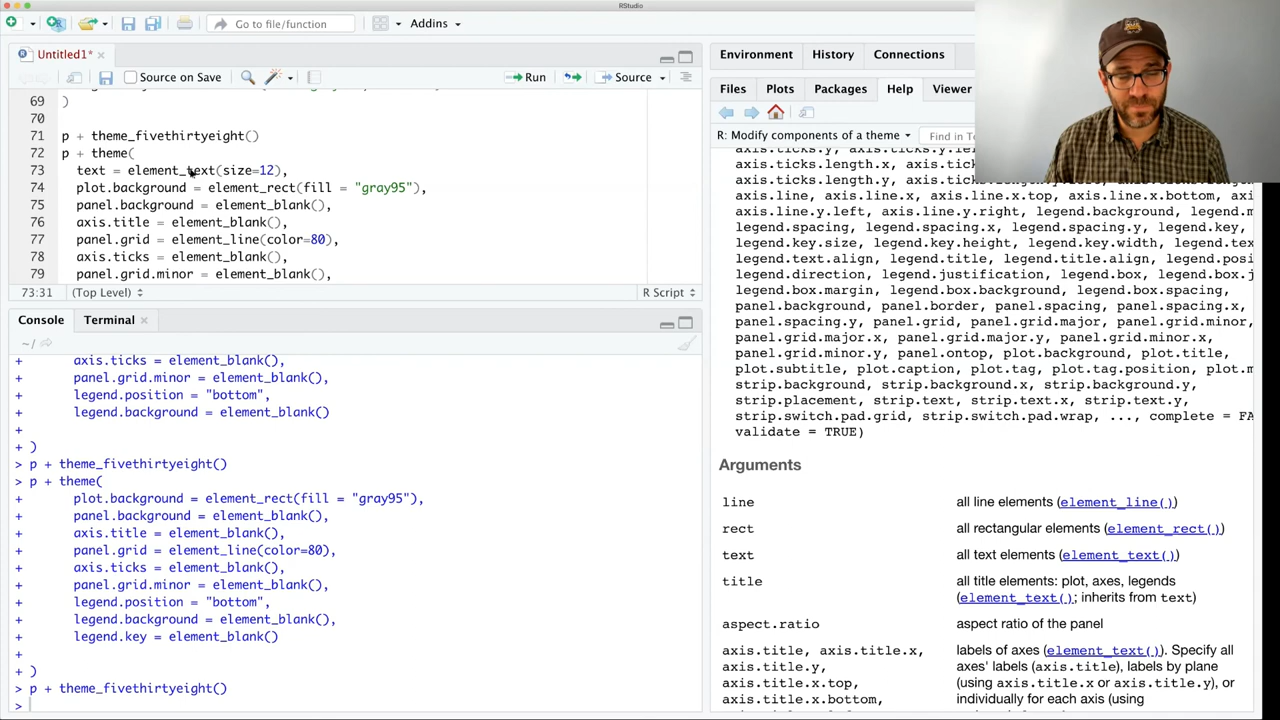 RStudio
Go to file/function
Addins
Untitled1*
Source on Save
Run
Source
69
)
70
71
p + theme_fivethirtyeight()
72
p + theme(
73
text = element_text(size=12),
74
plot.background = element_rect(fill = "gray95"),
75
panel.background = element_blank(),
76
axis.title = element_blank(),
77
panel.grid = element_line(color=80),
78
axis.ticks = element_blank(),
79
panel.grid.minor = element_blank(),
73:31
(Top Level)
R Script
Console
Terminal
~/
+ axis.ticks = element_blank(),
+ panel.grid.minor = element_blank(),
+ legend.position = "bottom",
+ legend.background = element_blank()
+
+ )
> p + theme_fivethirtyeight()
> p + theme(
+ plot.background = element_rect(fill = "gray95"),
+ panel.background = element_blank(),
+ axis.title = element_blank(),
+ panel.grid = element_line(color=80),
+ axis.ticks = element_blank(),
+ panel.grid.minor = element_blank(),
+ legend.position = "bottom",
+ legend.background = element_blank(),
+ legend.key = element_blank()
+
+ )
> p + theme_fivethirtyeight()
>
Environment
History
Connections
Files
Plots
Packages
Help
Viewer
R: Modify components of a theme
Find in To
axis.ticks.length.x, axis.ticks.length.y,
axis.line, axis.line.x, axis.line.x.top, axis.line.x.bottom,
axis.line.y.left, axis.line.y.right, legend.background, legend.m
legend.spacing, legend.spacing.x, legend.spacing.y, legend.key,
legend.key.size, legend.key.height, legend.key.width, legend.tex
legend.text.align, legend.title, legend.title.align, legend.posi
legend.direction, legend.justification, legend.box, legend.box.j
legend.box.margin, legend.box.background, legend.box.spacing,
panel.background, panel.border, panel.spacing, panel.spacing.x,
panel.spacing.y, panel.grid, panel.grid.major, panel.grid.minor,
panel.grid.major.x, panel.grid.major.y, panel.grid.minor.x,
panel.grid.minor.y, panel.ontop, plot.background, plot.title,
plot.subtitle, plot.caption, plot.tag, plot.tag.position, plot.m
strip.background, strip.background.x, strip.background.y,
strip.placement, strip.text, strip.text.x, strip.text.y,
strip.switch.pad.grid, strip.switch.pad.wrap, ..., complete = FA
validate = TRUE)
Arguments
line
all line elements (element_line())
rect
all rectangular elements (element_rect())
text
all text elements (element_text())
title
all title elements: plot, axes, legends
(element_text(); inherits from text)
aspect.ratio
aspect ratio of the panel
axis.title, axis.title.x,
axis.title.y,
axis.title.x.top,
axis.title.x.bottom,
labels of axes (element_text()). Specify all
axes' labels (axis.title), labels by plane
(using axis.title.x or axis.title.y), or
individually for each axis (using